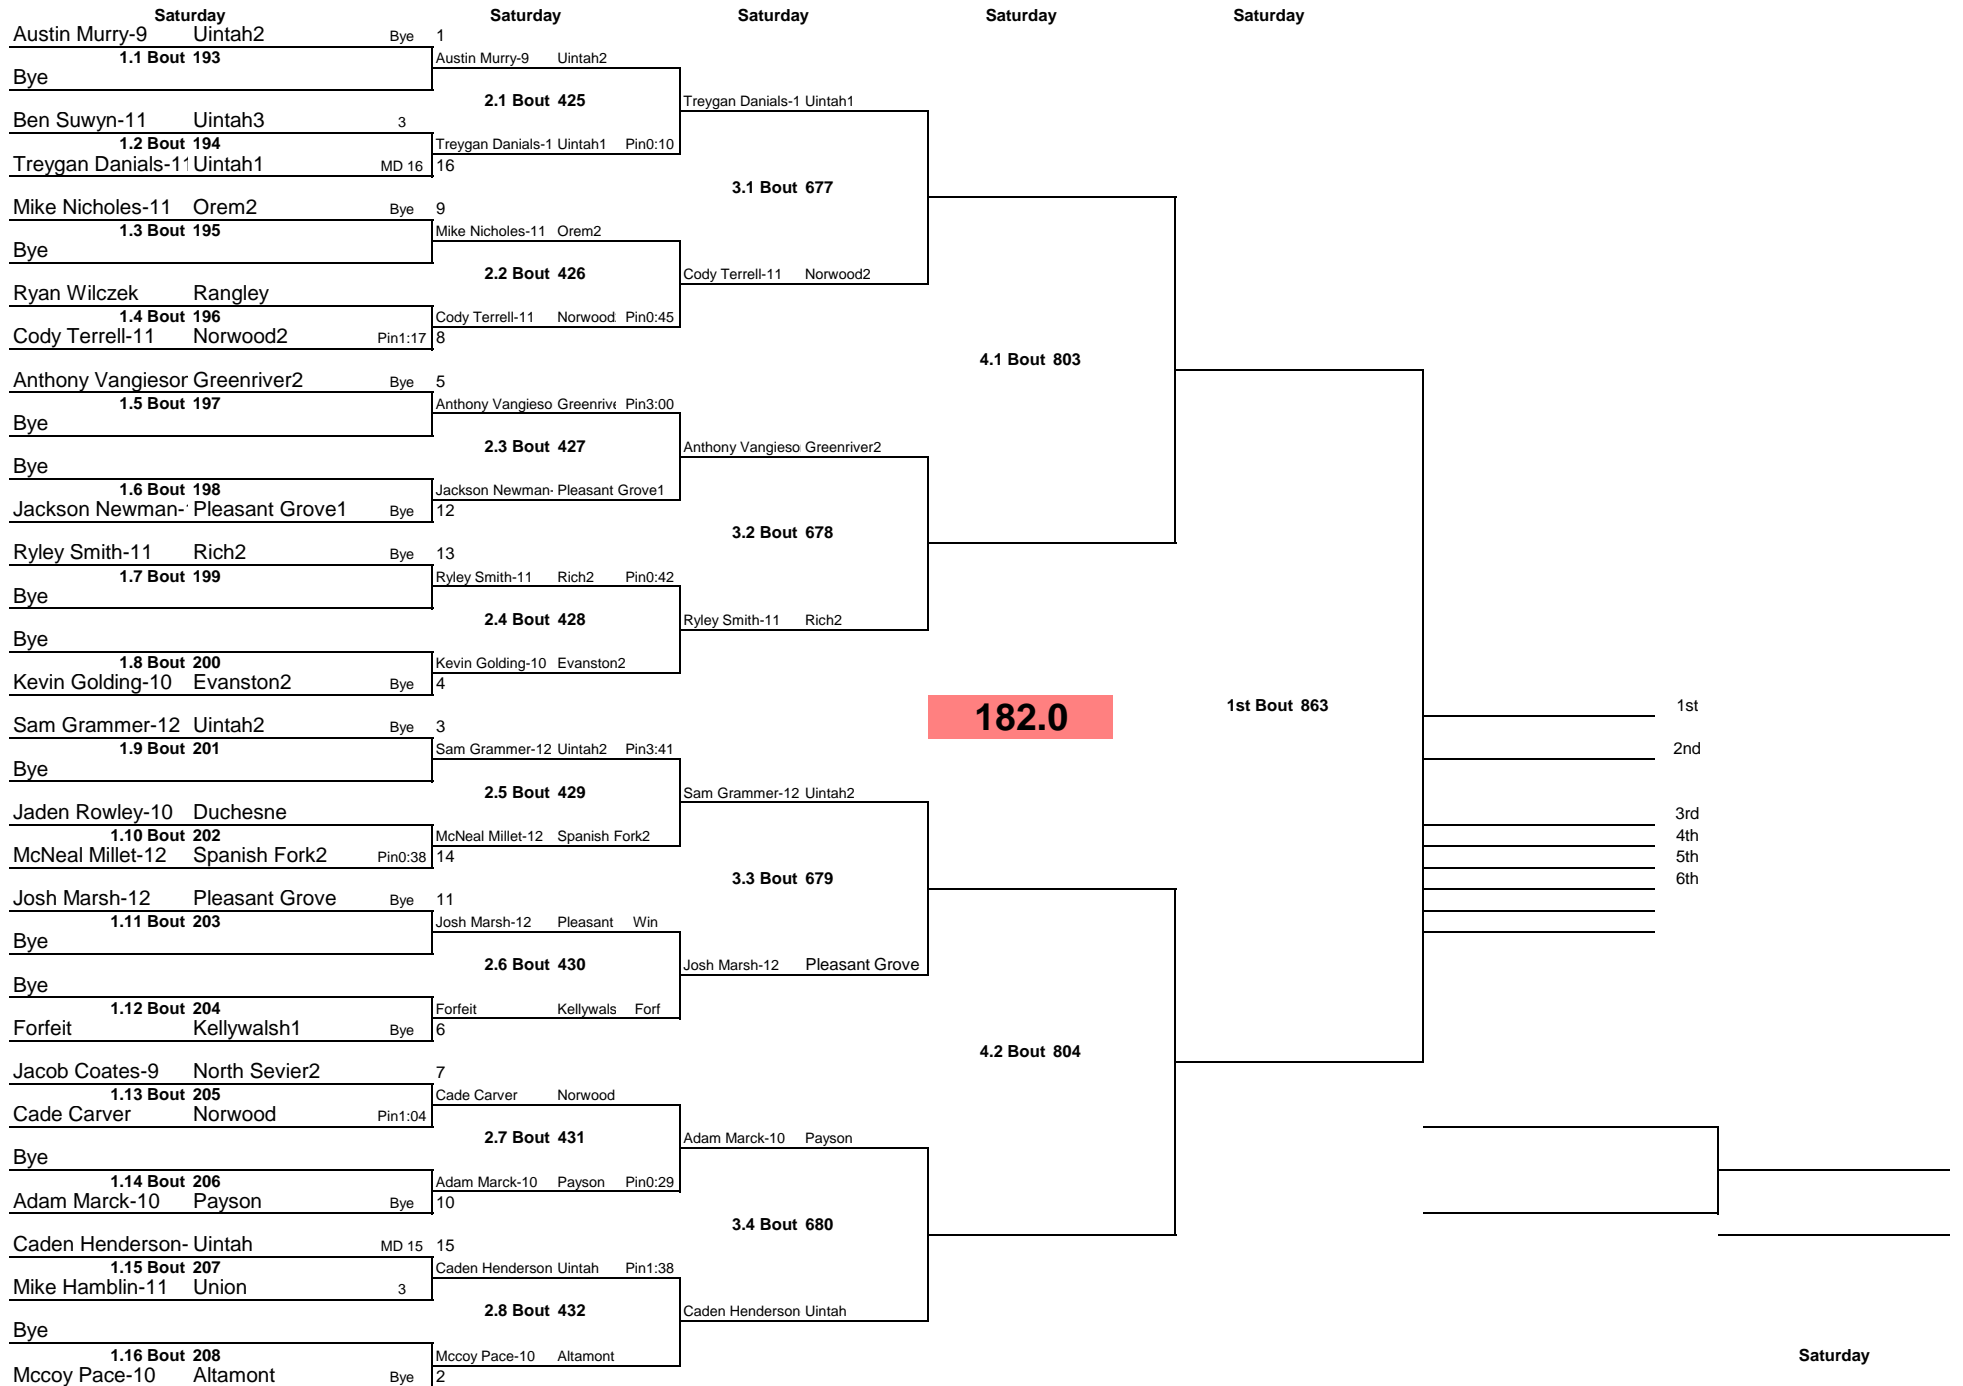 Saturday Saturday Saturday Saturday Saturday
Austin Murry-9 Uintah2 Bye 1
1.1 Bout 193 Austin Murry-9 Uintah2
Bye
2.1 Bout 425 Treygan Danials-1 Uintah1
Ben Suwyn-11 Uintah3 3
1.2 Bout 194 Treygan Danials-1 Uintah1 Pin0:10
Treygan Danials-11 Uintah1 MD 16 16
3.1 Bout 677
Mike Nicholes-11 Orem2 Bye 9
1.3 Bout 195 Mike Nicholes-11 Orem2
Bye
2.2 Bout 426 Cody Terrell-11 Norwood2
Ryan Wilczek Rangley
1.4 Bout 196 Cody Terrell-11 Norwood Pin0:45
Cody Terrell-11 Norwood2 Pin1:17 8
4.1 Bout 803
Anthony Vangieson Greenriver2 Bye 5
1.5 Bout 197 Anthony Vangieso Greenrive Pin3:00
Bye
2.3 Bout 427 Anthony Vangieso Greenriver2
Bye
1.6 Bout 198 Jackson Newman- Pleasant Grove1
Jackson Newman- Pleasant Grove1 Bye 12
3.2 Bout 678
Ryley Smith-11 Rich2 Bye 13
1.7 Bout 199 Ryley Smith-11 Rich2 Pin0:42
Bye
2.4 Bout 428 Ryley Smith-11 Rich2
Bye
1.8 Bout 200 Kevin Golding-10 Evanston2
Kevin Golding-10 Evanston2 Bye 4
182.0 1st Bout 863 1st
Sam Grammer-12 Uintah2 Bye 3
1.9 Bout 201 Sam Grammer-12 Uintah2 Pin3:41 2nd
Bye
2.5 Bout 429 Sam Grammer-12 Uintah2
Jaden Rowley-10 Duchesne 3rd
1.10 Bout 202 McNeal Millet-12 Spanish Fork2 4th
McNeal Millet-12 Spanish Fork2 Pin0:38 14 5th
3.3 Bout 679 6th
Josh Marsh-12 Pleasant Grove Bye 11
1.11 Bout 203 Josh Marsh-12 Pleasant Win
Bye
2.6 Bout 430 Josh Marsh-12 Pleasant Grove
Bye
1.12 Bout 204 Forfeit Kellywals Forf
Forfeit Kellywalsh1 Bye 6
4.2 Bout 804
Jacob Coates-9 North Sevier2 7
1.13 Bout 205 Cade Carver Norwood
Cade Carver Norwood Pin1:04
2.7 Bout 431 Adam Marck-10 Payson
Bye
1.14 Bout 206 Adam Marck-10 Payson Pin0:29
Adam Marck-10 Payson Bye 10
3.4 Bout 680
Caden Henderson- Uintah MD 15 15
1.15 Bout 207 Caden Henderson Uintah Pin1:38
Mike Hamblin-11 Union 3
2.8 Bout 432 Caden Henderson Uintah
Bye
1.16 Bout 208 Mccoy Pace-10 Altamont Saturday
Mccoy Pace-10 Altamont Bye 2